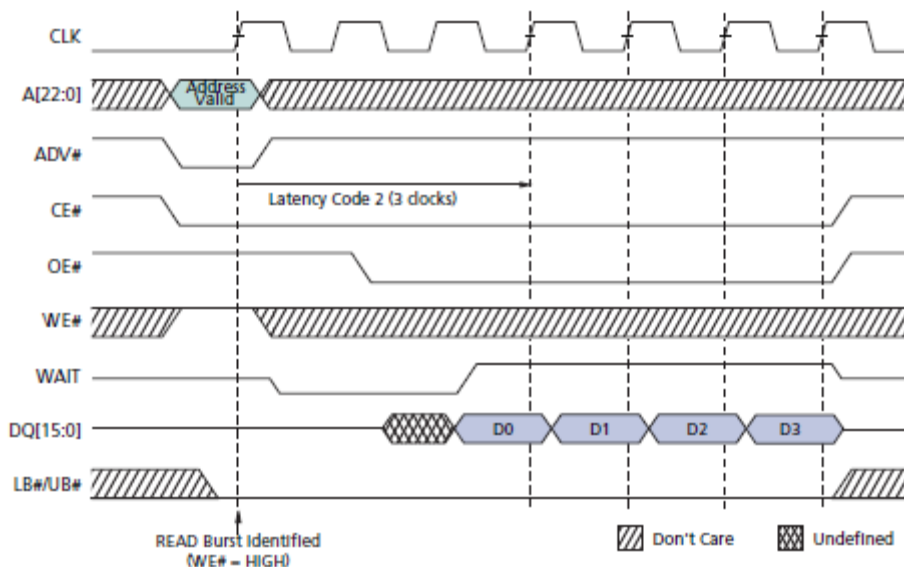 CLK
A[22:0]
Address
Valid
ADV#
Latency Code 2 (3 clocks)
CE#
OE#
WE#
WAIT
DQ[15:0]
D0 D1 D2 D3
LB#/UB#
READ Burst Identified
(WE# = HIGH)
Don't Care Undefined